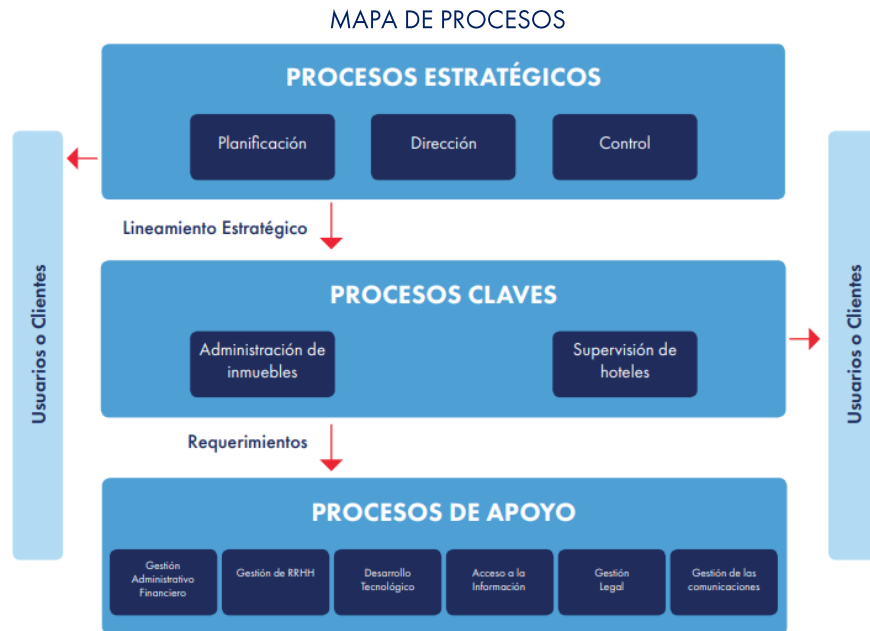 MAPA DE PROCESOS
PROCESOS ESTRATÉGICOS
Planificación
Dirección
Control
Usuarios o Clientes
Lineamiento Estratégico
PROCESOS CLAVES
Administración de
inmuebles
Supervisión de
hoteles
Usuarios o Clientes
Requerimientos
PROCESOS DE APOYO
Gestión
Administrativo
Financiero
Gestión de RRHH
Desarrollo
Tecnológico
Acceso a la
Información
Gestión
Legal
Gestión de las
comunicaciones